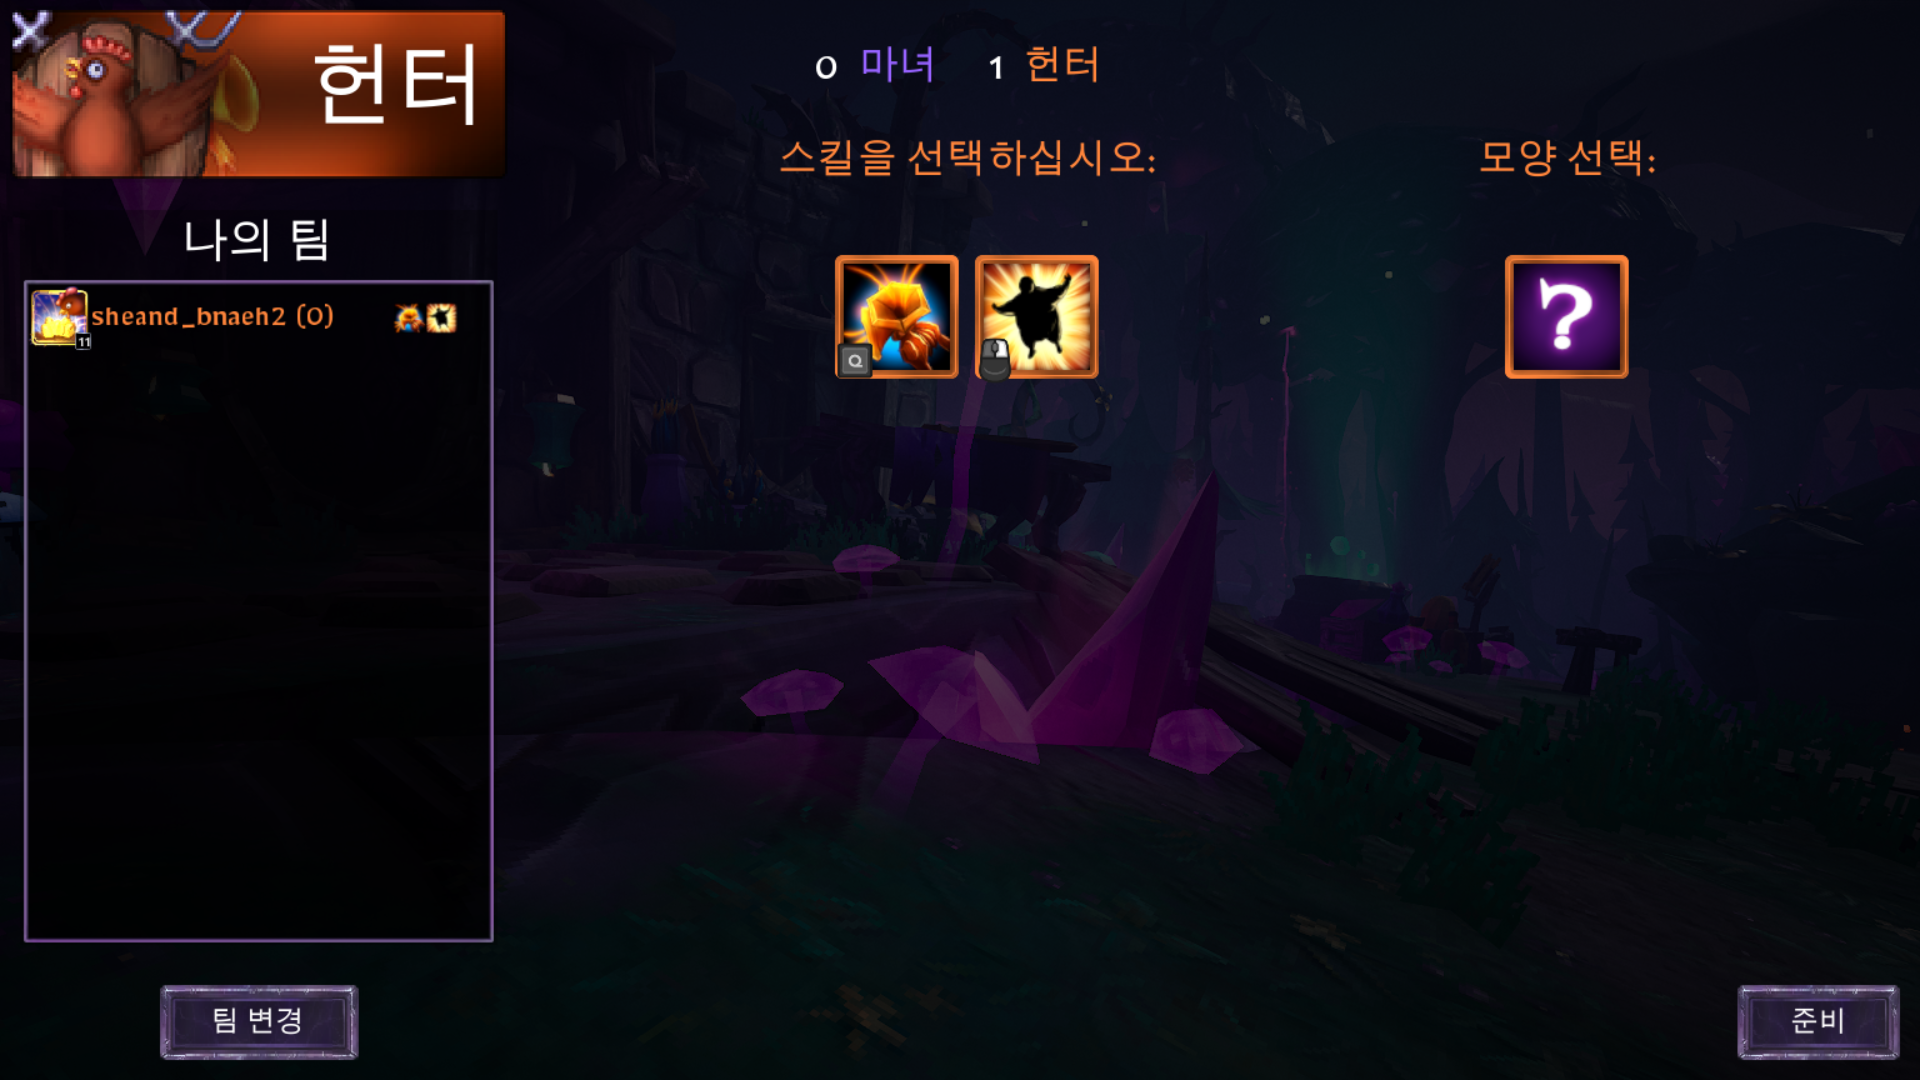 헌터
0 마녀 1 헌터
스킬을 선택하십시오:
모양 선택:
나의 팀
sheand_bnaeh2 (0)
11
Q
팀 변경
준비